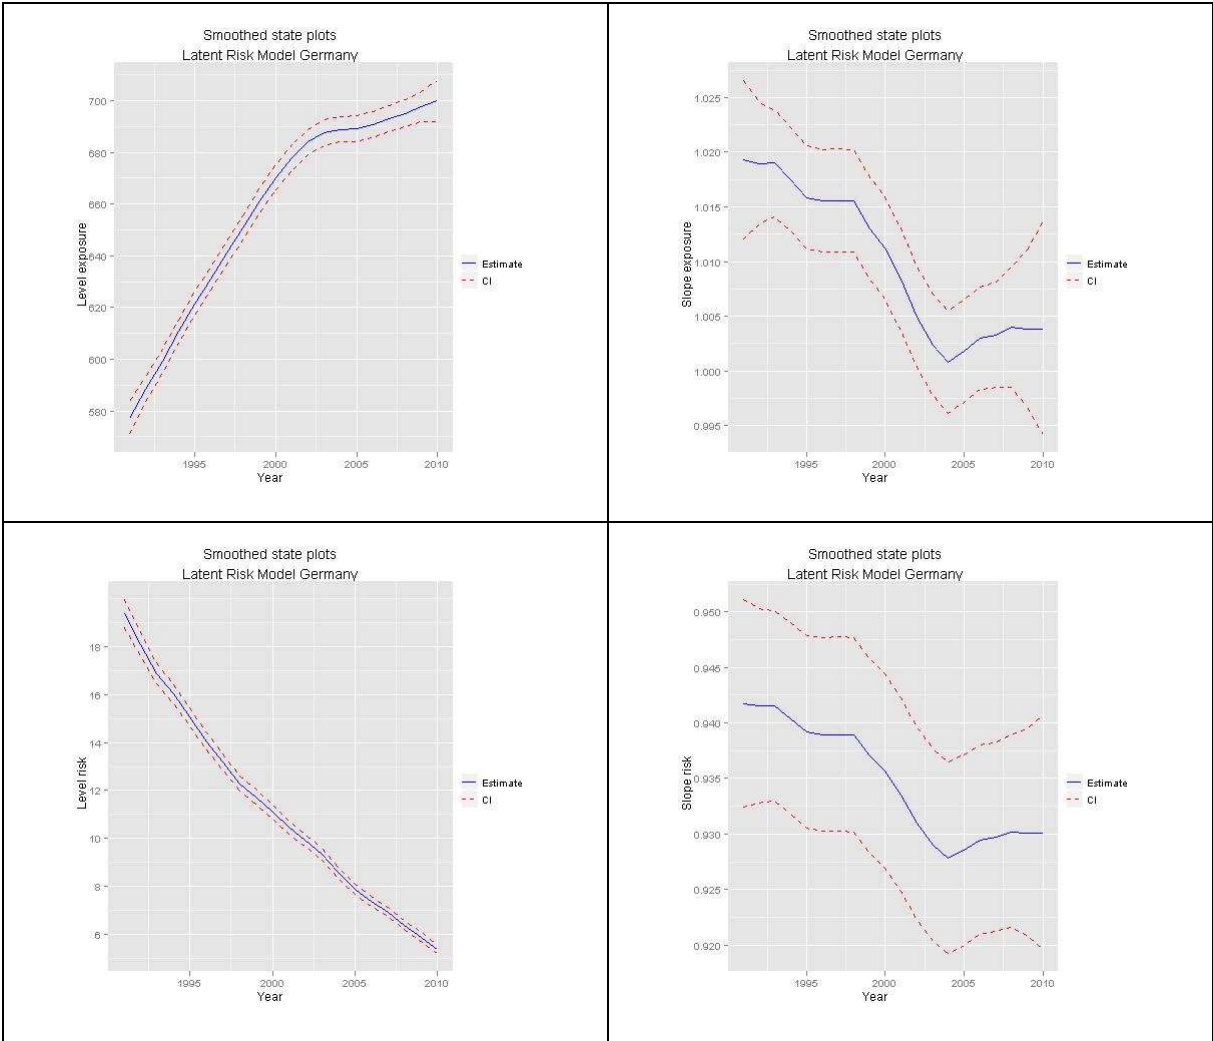 Smoothed state plots
Latent Risk Model Germany
Level exposure
700
680
660
640
620
600
580
1995
2000
2005
2010
Year
Estimate
CI
Smoothed state plots
Latent Risk Model Germany
Slope exposure
1.025
1.020
1.015
1.010
1.005
1.000
0.995
1995
2000
2005
2010
Year
Estimate
CI
Smoothed state plots
Latent Risk Model Germany
Level risk
18
16
14
12
10
8
6
1995
2000
2005
2010
Year
Estimate
CI
Smoothed state plots
Latent Risk Model Germany
Slope risk
0.950
0.945
0.940
0.935
0.930
0.925
0.920
1995
2000
2005
2010
Year
Estimate
CI